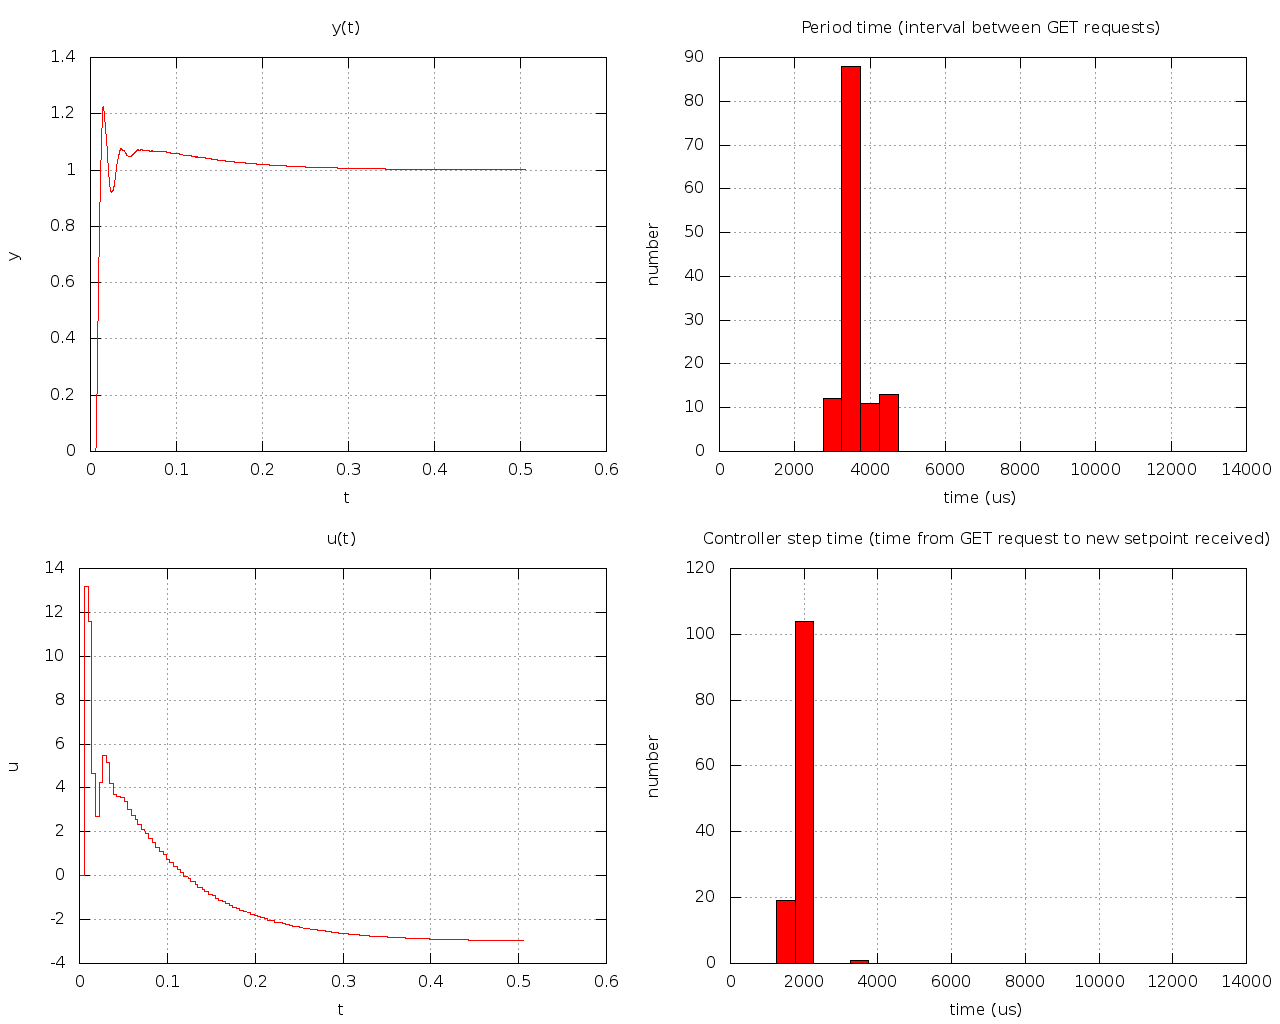 y(t)
1.4
1.2
1
0.8
0.6
0.4
0.2
0
y
0 0.1 0.2 0.3 0.4 0.5 0.6
t
Period time (interval between GET requests)
90
80
70
60
50
40
30
20
10
0
number
0 2000 4000 6000 8000 10000 12000 14000
time (us)
u(t)
14
12
10
8
6
4
2
0
-2
-4
u
0 0.1 0.2 0.3 0.4 0.5 0.6
t
Controller step time (time from GET request to new setpoint received)
120
100
80
60
40
20
0
number
0 2000 4000 6000 8000 10000 12000 14000
time (us)